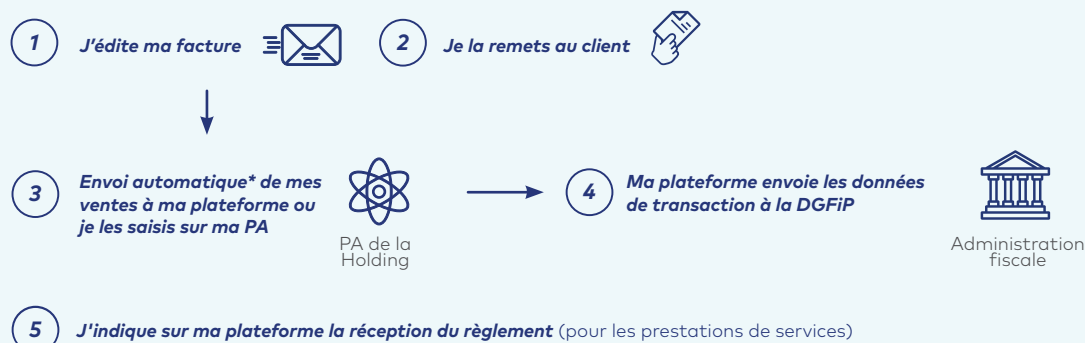 1 J'édite ma facture
2 Je la remets au client
3 Envoi automatique* de mes
ventes à ma plateforme ou
je les saisis sur ma PA
PA de la
Holding
4 Ma plateforme envoie les données
de transaction à la DGFiP
Administration
fiscale
5 J'indique sur ma plateforme la réception du règlement (pour les prestations de services)